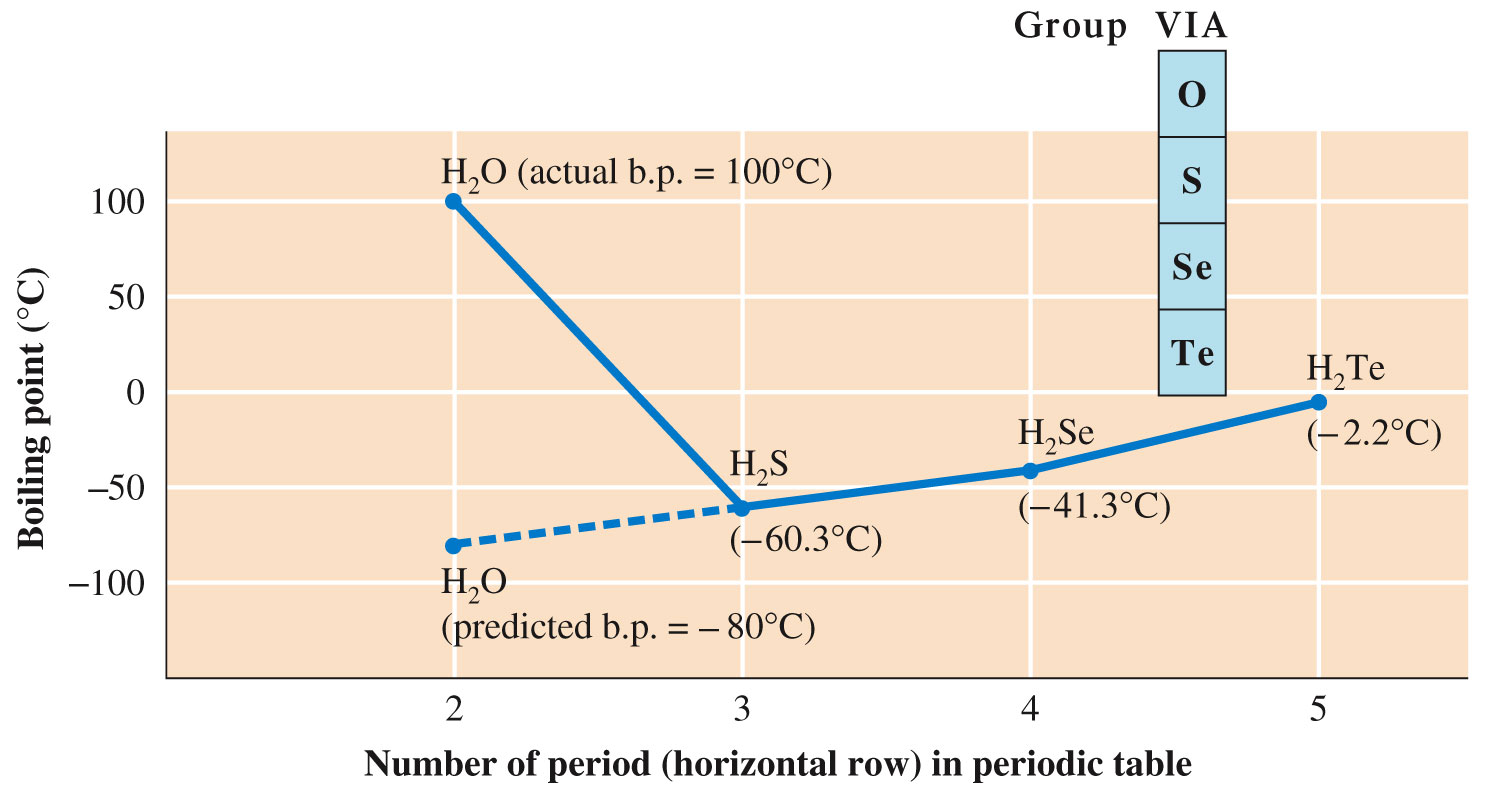 Group VIA
O
S
Se
Te
H₂O (actual b.p. = 100°C)
100
50
0
–50
–100
Boiling point (°C)
H₂Te
(–2.2°C)
H₂Se
(–41.3°C)
H₂S
(–60.3°C)
H₂O
(predicted b.p. = –80°C)
2 3 4 5
Number of period (horizontal row) in periodic table